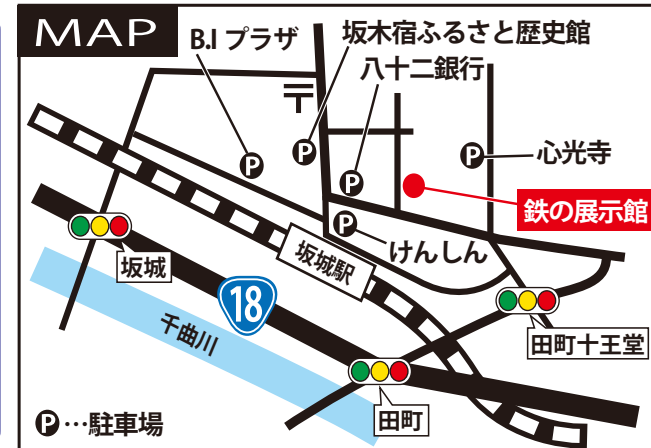 MAP
B.I プラザ
坂木宿ふるさと歴史館
八十二銀行
〒
P
P
P
P
心光寺
鉄の展示館
P
けんしん
坂城駅
坂城
18
千曲川
田町十王堂
田町
P…駐車場